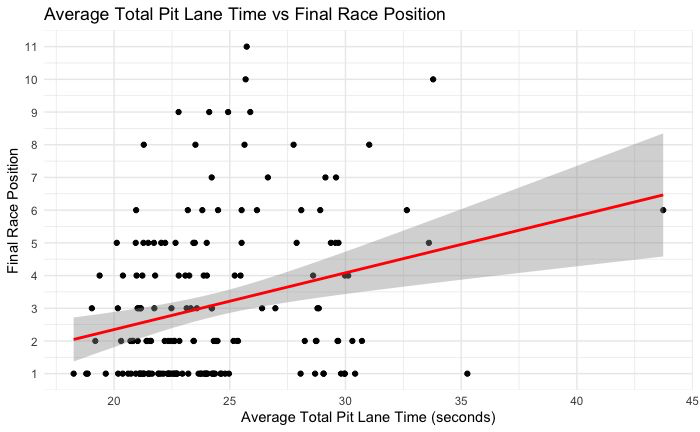 Average Total Pit Lane Time vs Final Race Position
11
10
9
8
7
6
5
4
3
2
1
Final Race Position
20 25 30 35 40 45
Average Total Pit Lane Time (seconds)